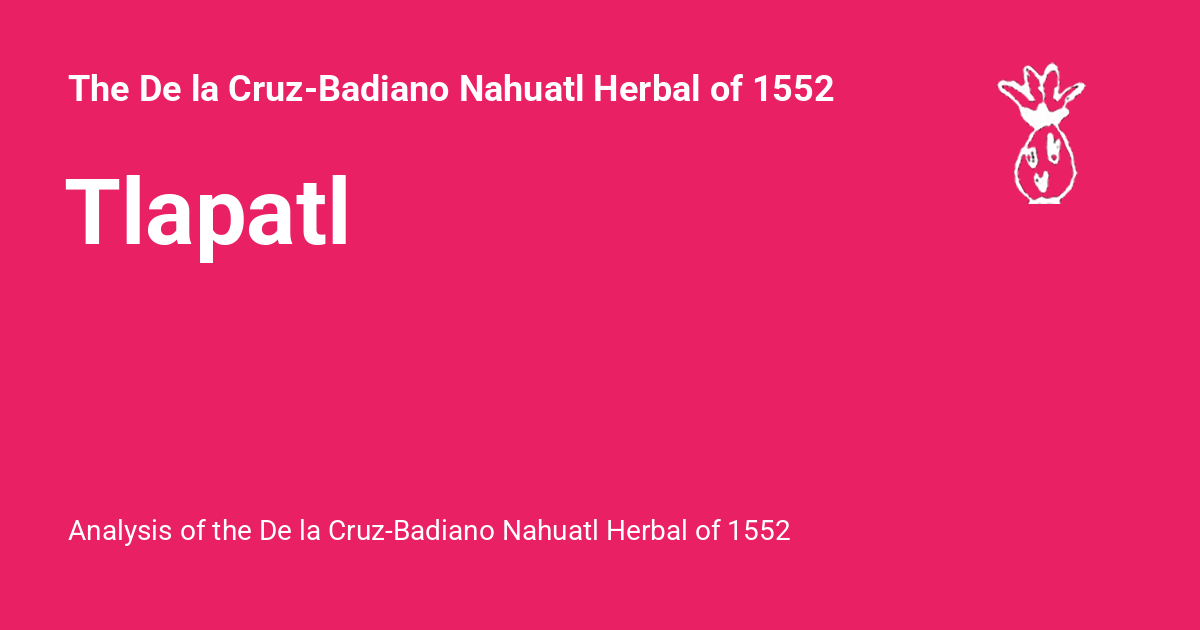 The De la Cruz-Badiano Nahuatl Herbal of 1552
Tlapatl
Analysis of the De la Cruz-Badiano Nahuatl Herbal of 1552